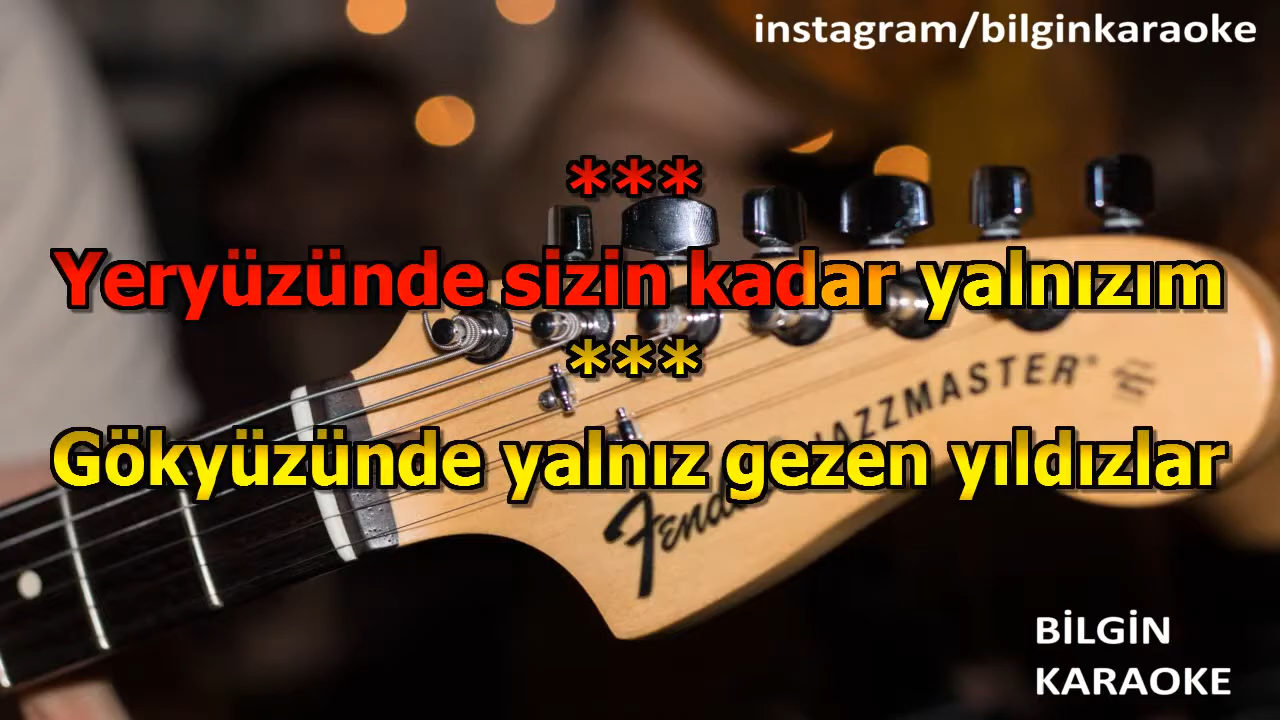 instagram/bilginkaraoke
***
Yeryüzünde sizin kadar yalnızım
***
Gökyüzünde yalnız gezen yıldızlar
JAZZMASTER
Fender
BİLGİN
KARAOKE